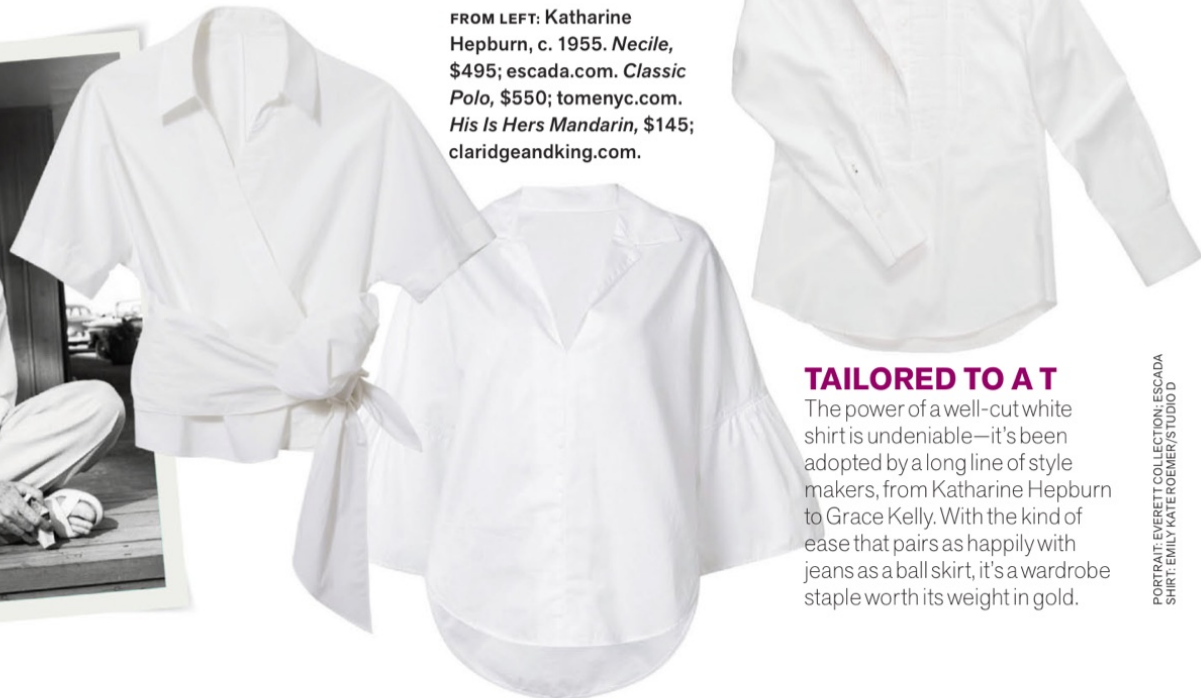 FROM LEFT: Katharine
Hepburn, c. 1955. Necile,
$495; escada.com. Classic
Polo, $550; tomenyc.com.
His Is Hers Mandarin, $145;
claridgeandking.com.
TAILORED TO A T
The power of a well-cut white
shirt is undeniable—it's been
adopted by a long line of style
makers, from Katharine Hepburn
to Grace Kelly. With the kind of
ease that pairs as happily with
jeans as a ball skirt, it's a wardrobe
staple worth its weight in gold.
PORTRAIT: EVERETT COLLECTION; ESCADA
SHIRT: EMILY KATE ROEMER/STUDIO D